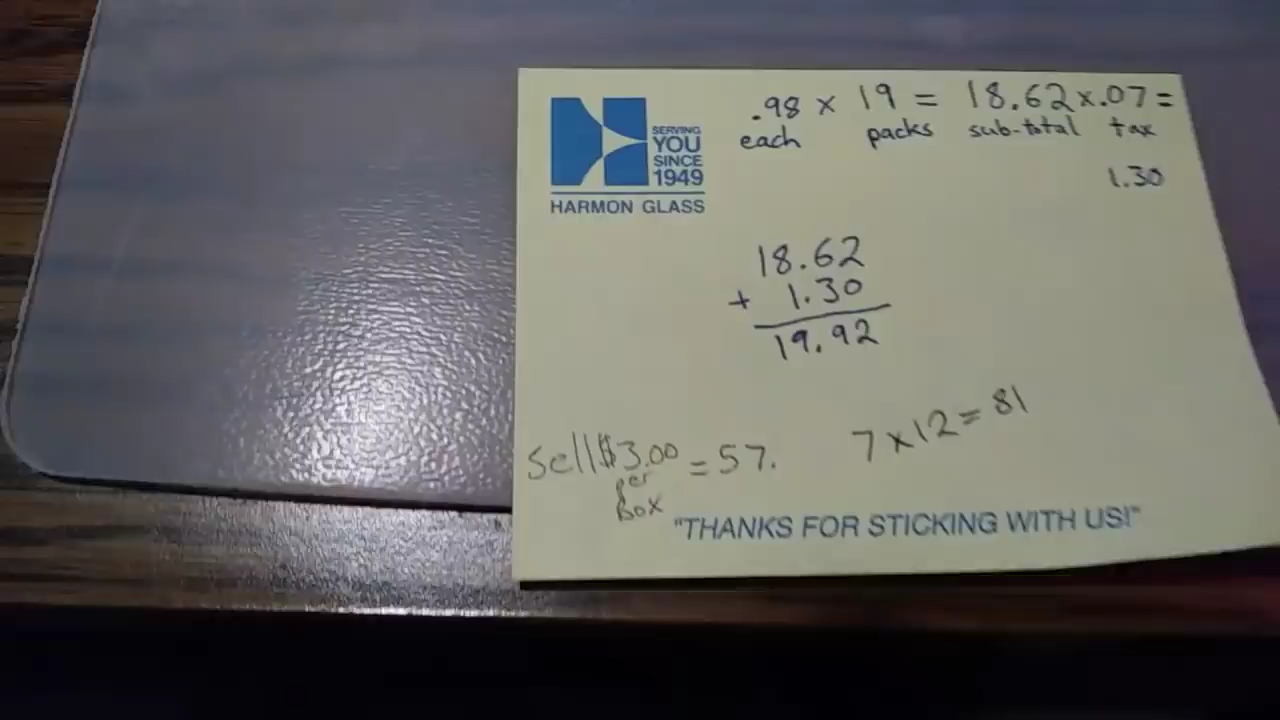 .98 × 19 = 18.62 ×.07 =
each packs sub-total tax
1.30
SERVING
YOU
SINCE
1949
HARMON GLASS
18.62
+ 1.30
19.92
Sell $3.00 = 57.
per
Box
7 × 12 = 81
"THANKS FOR STICKING WITH US!"